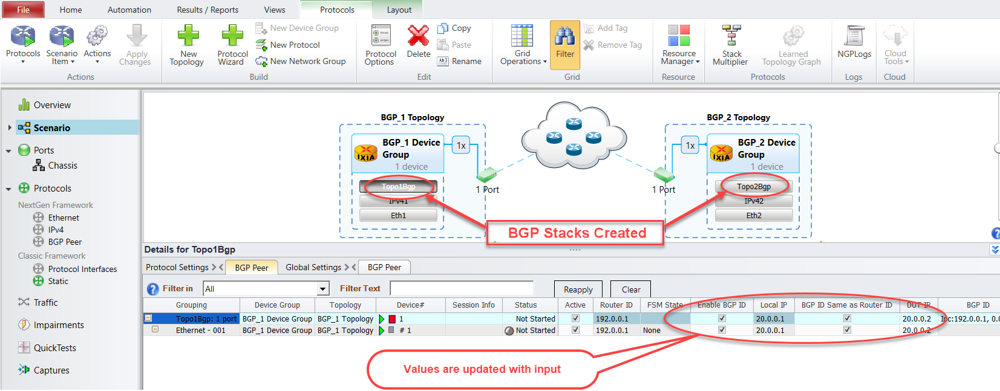 File Home Automation Results / Reports Views Protocols Layout
Protocols Scenario Item Actions Apply Changes
Actions
New Topology Protocol Wizard
New Device Group
New Protocol
New Network Group
Build
Protocol Options Delete
Copy
Paste
Rename
Edit
Grid Operations Filter
Add Tag
Remove Tag
Grid
Resource Manager
Resource
Stack Multiplier Learned Topology Graph
Protocols
NGPLogs
Logs
Cloud Tools
Cloud
Overview
Scenario
Ports
Chassis
Protocols
NextGen Framework
Ethernet
IPv4
BGP Peer
Classic Framework
Protocol Interfaces
Static
Traffic
Impairments
QuickTests
Captures
BGP_1 Topology
BGP_1 Device
Group
1 device
IXIA
1x
Topo1Bgp
IPv41
Eth1
1 Port
BGP_2 Topology
1x
BGP_2 Device
Group
1 device
IXIA
Topo2Bgp
IPv42
Eth2
1 Port
BGP Stacks Created
Details for Topo1Bgp
Protocol Settings BGP Peer Global Settings BGP Peer
Filter in All Filter Text Reapply Clear
Grouping Device Group Topology Device# Session Info Status Active Router ID FSM State Enable BGP ID Local IP BGP ID Same as Router ID DUT IP BGP ID
Topo1Bgp: 1 port BGP_1 Device Group BGP_1 Topology 1 Not Started 192.0.0.1 20.0.0.1 20.0.0.2 Inc:192.0.0.1, 0.0
Ethernet - 001 BGP_1 Device Group BGP_1 Topology # 1 Not Started 192.0.0.1 None 20.0.0.1 20.0.0.2
Values are updated with input